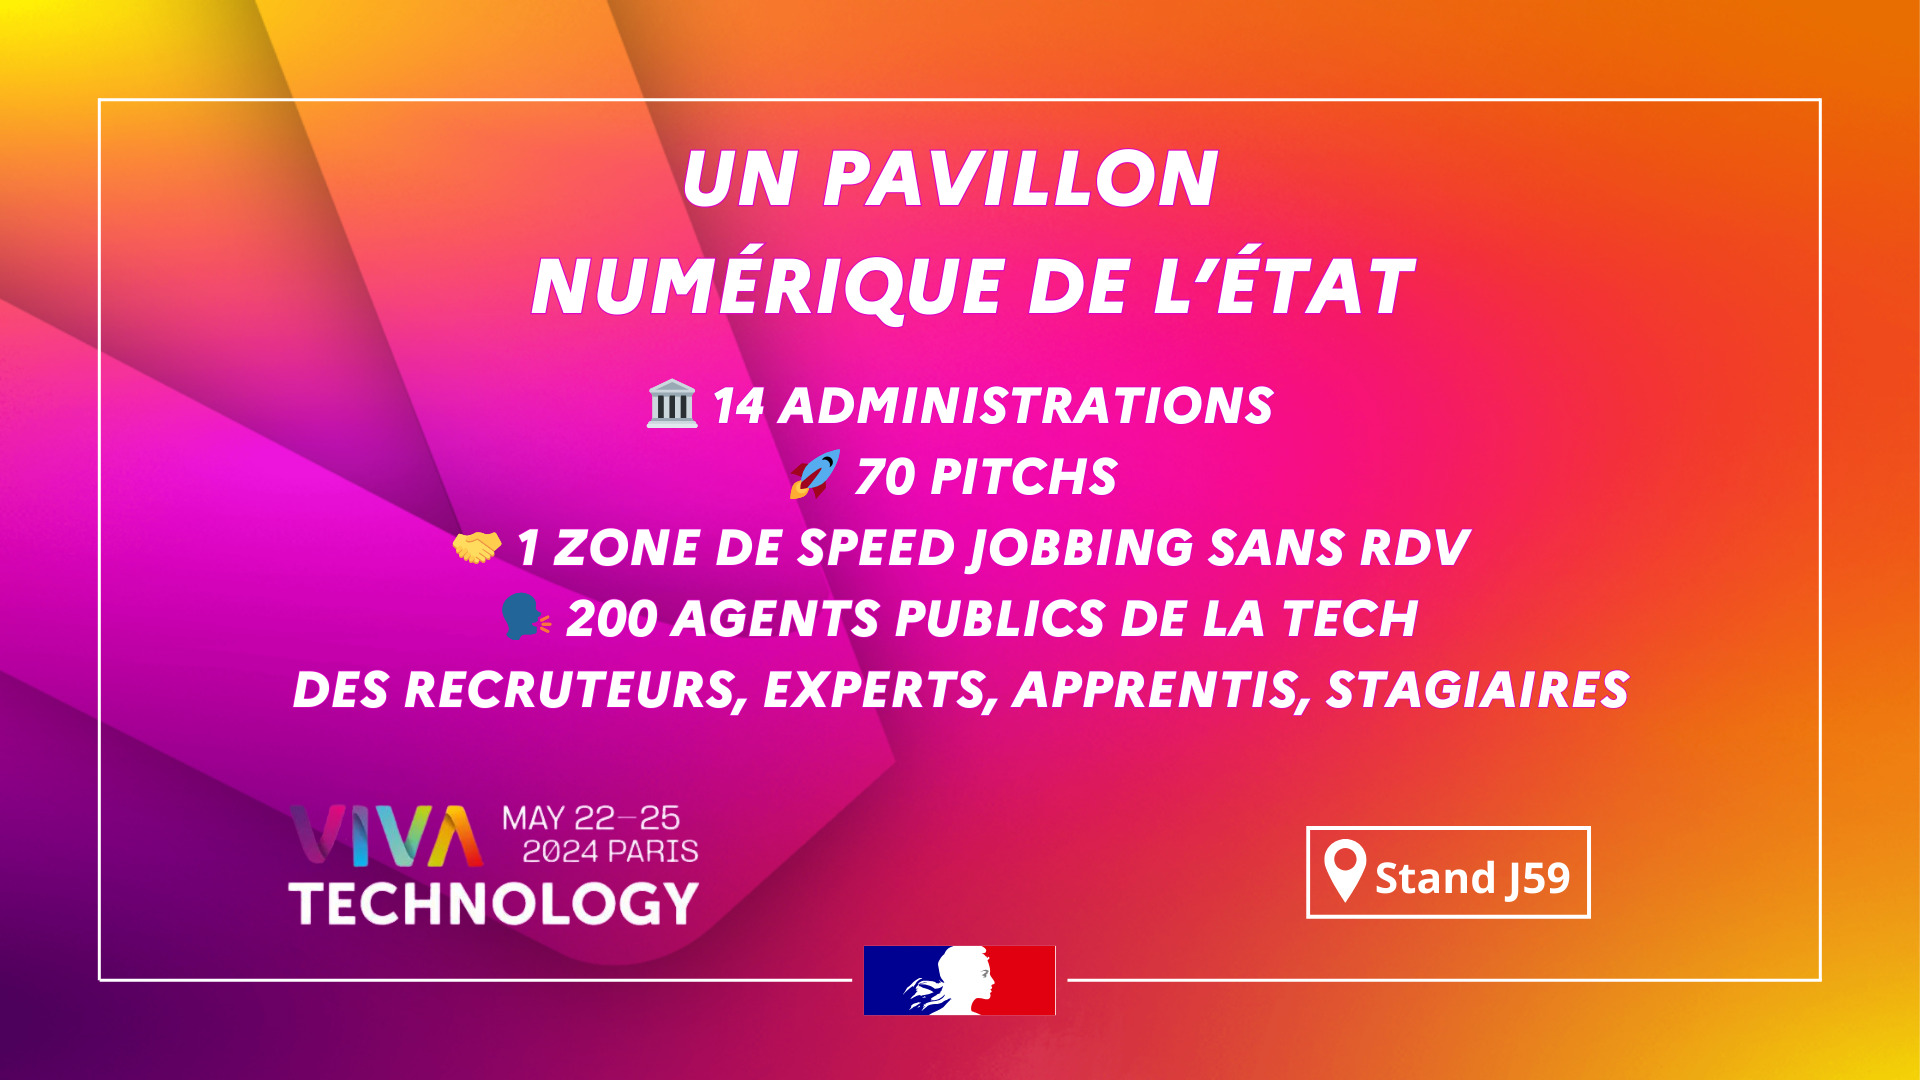 UN PAVILLON
NUMÉRIQUE DE L’ÉTAT
14 ADMINISTRATIONS
70 PITCHS
1 ZONE DE SPEED JOBBING SANS RDV
200 AGENTS PUBLICS DE LA TECH
DES RECRUTEURS, EXPERTS, APPRENTIS, STAGIAIRES
VIVA
MAY 22–25
2024 PARIS
TECHNOLOGY
Stand J59